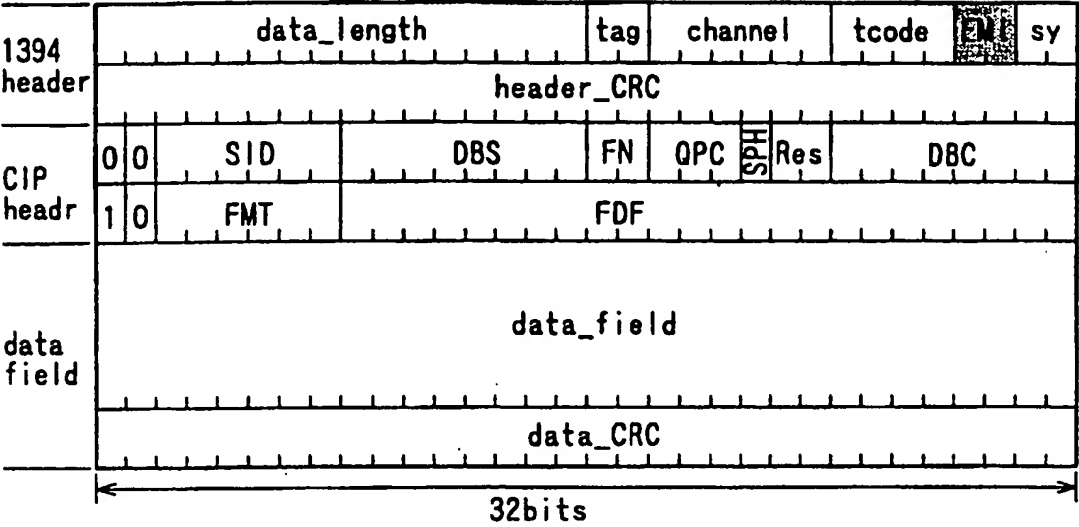 1394 header
data_length tag channel tcode EMI sy
header_CRC
CIP headr
0 0 SID DBS FN QPC SPH Res DBC
1 0 FMT FDF
data field
data_field
data_CRC
32bits